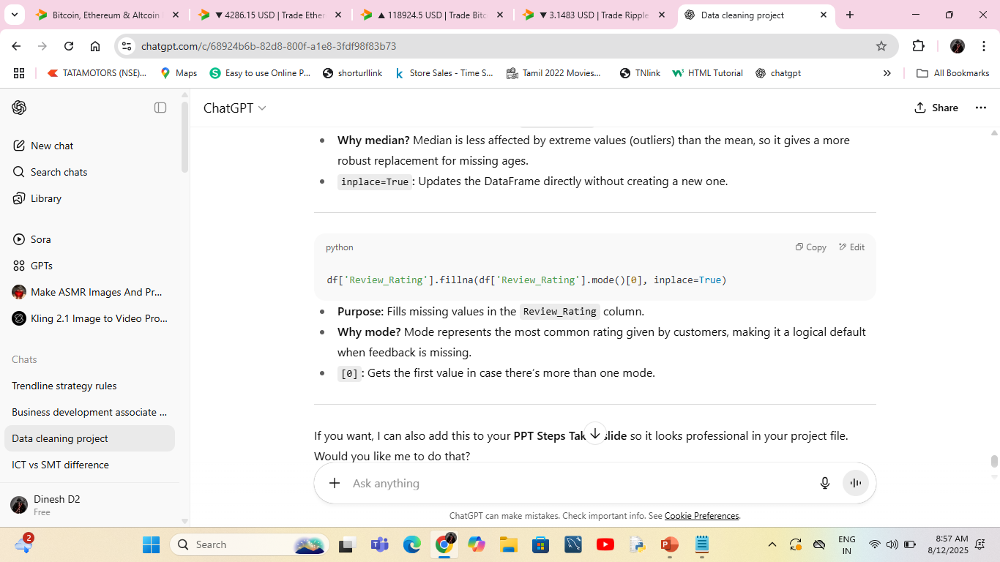 Bitcoin, Ethereum & Altcoin
▼ 4286.15 USD | Trade Ether
▲ 118924.5 USD | Trade Bitc
▼ 3.1483 USD | Trade Ripple
Data cleaning project
chatgpt.com/c/68924b6b-82d8-800f-a1e8-3fdf98f83b73
TATAMOTORS (NSE)...
Maps
Easy to use Online P...
shorturllink
Store Sales - Time S...
Tamil 2022 Movies...
TNlink
HTML Tutorial
chatgpt
All Bookmarks
ChatGPT
Share
New chat
Search chats
Library
Sora
GPTs
Make ASMR Images And Pr...
Kling 2.1 Image to Video Pro...
Chats
Trendline strategy rules
Business development associate ...
Data cleaning project
ICT vs SMT difference
Dinesh D2
Free
Why median? Median is less affected by extreme values (outliers) than the mean, so it gives a more
robust replacement for missing ages.
inplace=True: Updates the DataFrame directly without creating a new one.
python
Copy
Edit
df['Review_Rating'].fillna(df['Review_Rating'].mode()[0], inplace=True)
Purpose: Fills missing values in the Review_Rating column.
Why mode? Mode represents the most common rating given by customers, making it a logical default
when feedback is missing.
[0]: Gets the first value in case there's more than one mode.
If you want, I can also add this to your PPT Steps Tak slide so it looks professional in your project file.
Would you like me to do that?
Ask anything
ChatGPT can make mistakes. Check important info. See Cookie Preferences.
2
Search
ENG
IN
8:57 AM
8/12/2025